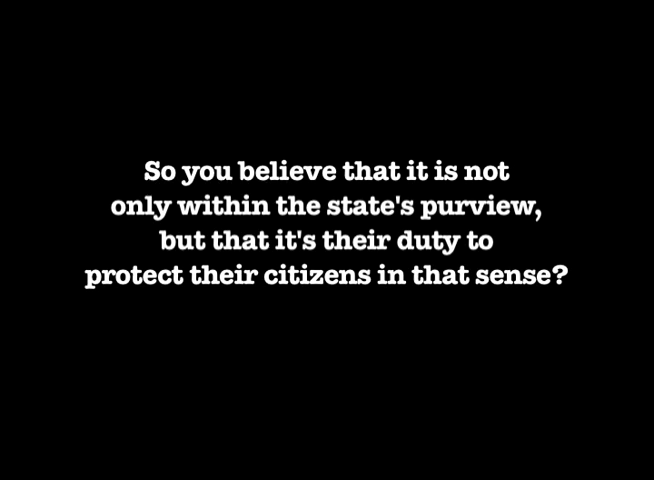 So you believe that it is not
only within the state's purview,
but that it's their duty to
protect their citizens in that sense?